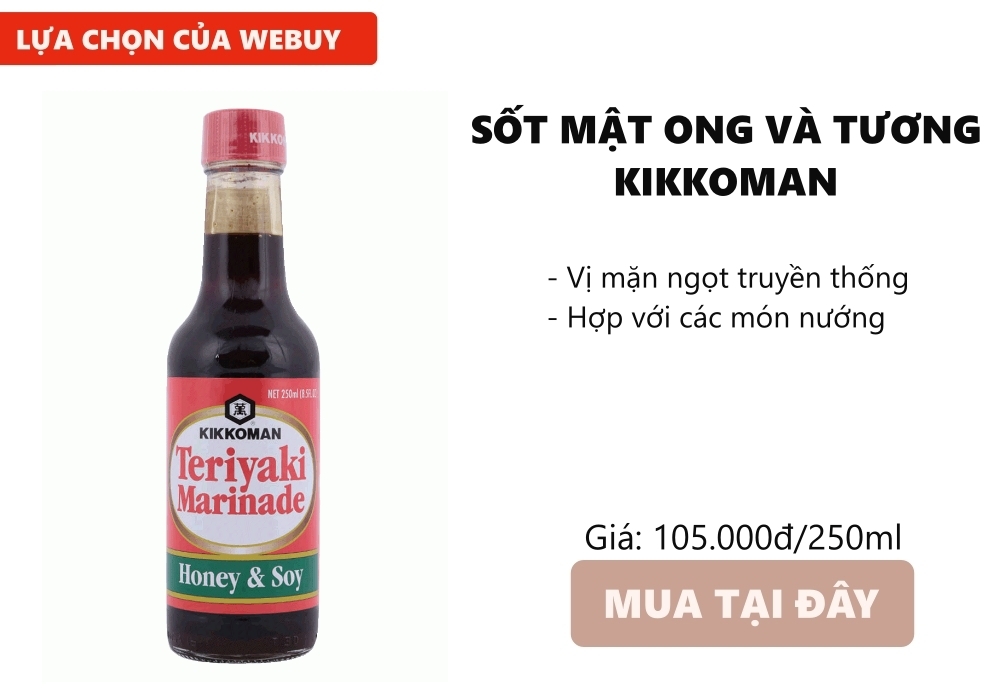 LỰA CHỌN CỦA WEBUY
SỐT MẬT ONG VÀ TƯƠNG
KIKKOMAN
- Vị mặn ngọt truyền thống
- Hợp với các món nướng
Giá: 105.000đ/250ml
MUA TẠI ĐÂY
NET 250ml
萬
KIKKOMAN
Teriyaki
Marinade
Honey & Soy